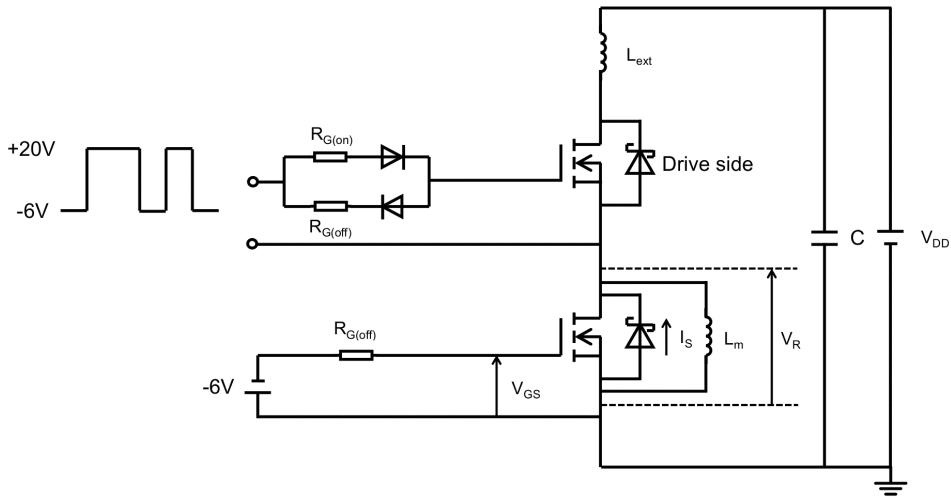 L_ext
+20V
R_G(on)
Drive side
-6V
R_G(off)
C
V_DD
R_G(off)
I_S
L_m
V_R
-6V
V_GS